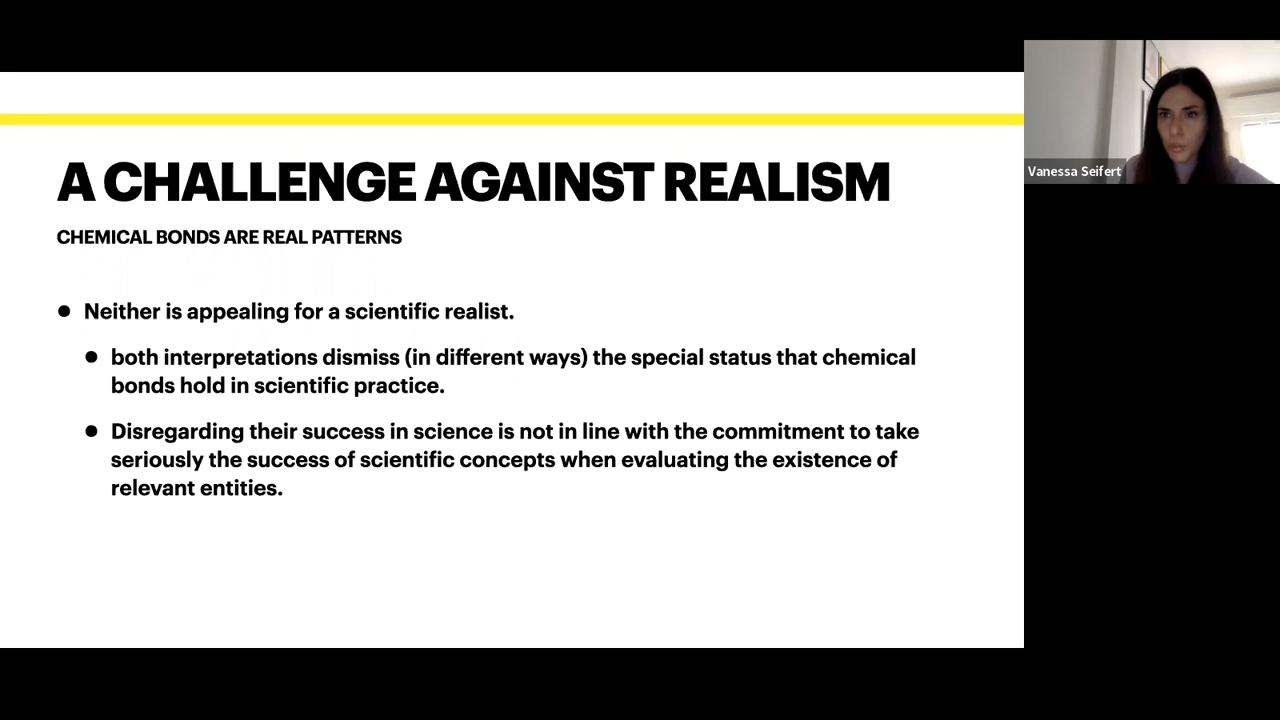 A CHALLENGE AGAINST REALISM
CHEMICAL BONDS ARE REAL PATTERNS
● Neither is appealing for a scientific realist.
● both interpretations dismiss (in different ways) the special status that chemical
bonds hold in scientific practice.
● Disregarding their success in science is not in line with the commitment to take
seriously the success of scientific concepts when evaluating the existence of
relevant entities.
Vanessa Seifert